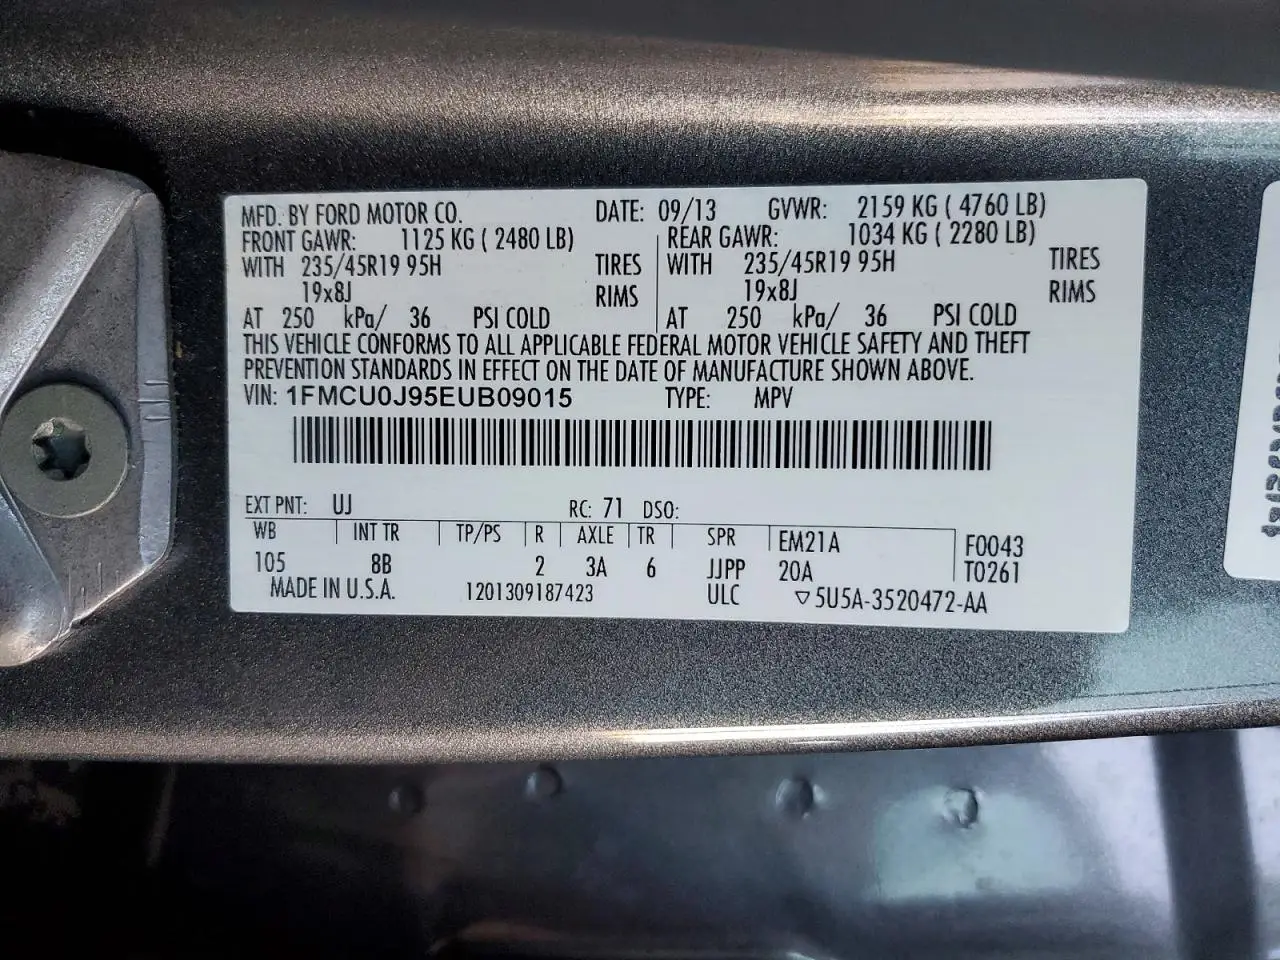 MFD. BY FORD MOTOR CO. DATE: 09/13 GVWR: 2159 KG ( 4760 LB)
FRONT GAWR: 1125 KG ( 2480 LB) REAR GAWR: 1034 KG ( 2280 LB)
WITH 235/45R19 95H TIRES WITH 235/45R19 95H TIRES
19x8J RIMS 19x8J RIMS
AT 250 kPa/ 36 PSI COLD AT 250 kPa/ 36 PSI COLD
THIS VEHICLE CONFORMS TO ALL APPLICABLE FEDERAL MOTOR VEHICLE SAFETY AND THEFT
PREVENTION STANDARDS IN EFFECT ON THE DATE OF MANUFACTURE SHOWN ABOVE.
VIN: 1FMCU0J95EUB09015 TYPE: MPV
EXT PNT: UJ RC: 71 DSO:
WB INT TR TP/PS R AXLE TR SPR EM21A F0043
105 8B 2 3A 6 JJPP 20A T0261
MADE IN U.S.A. 1201309187423 ULC ▽5U5A-3520472-AA